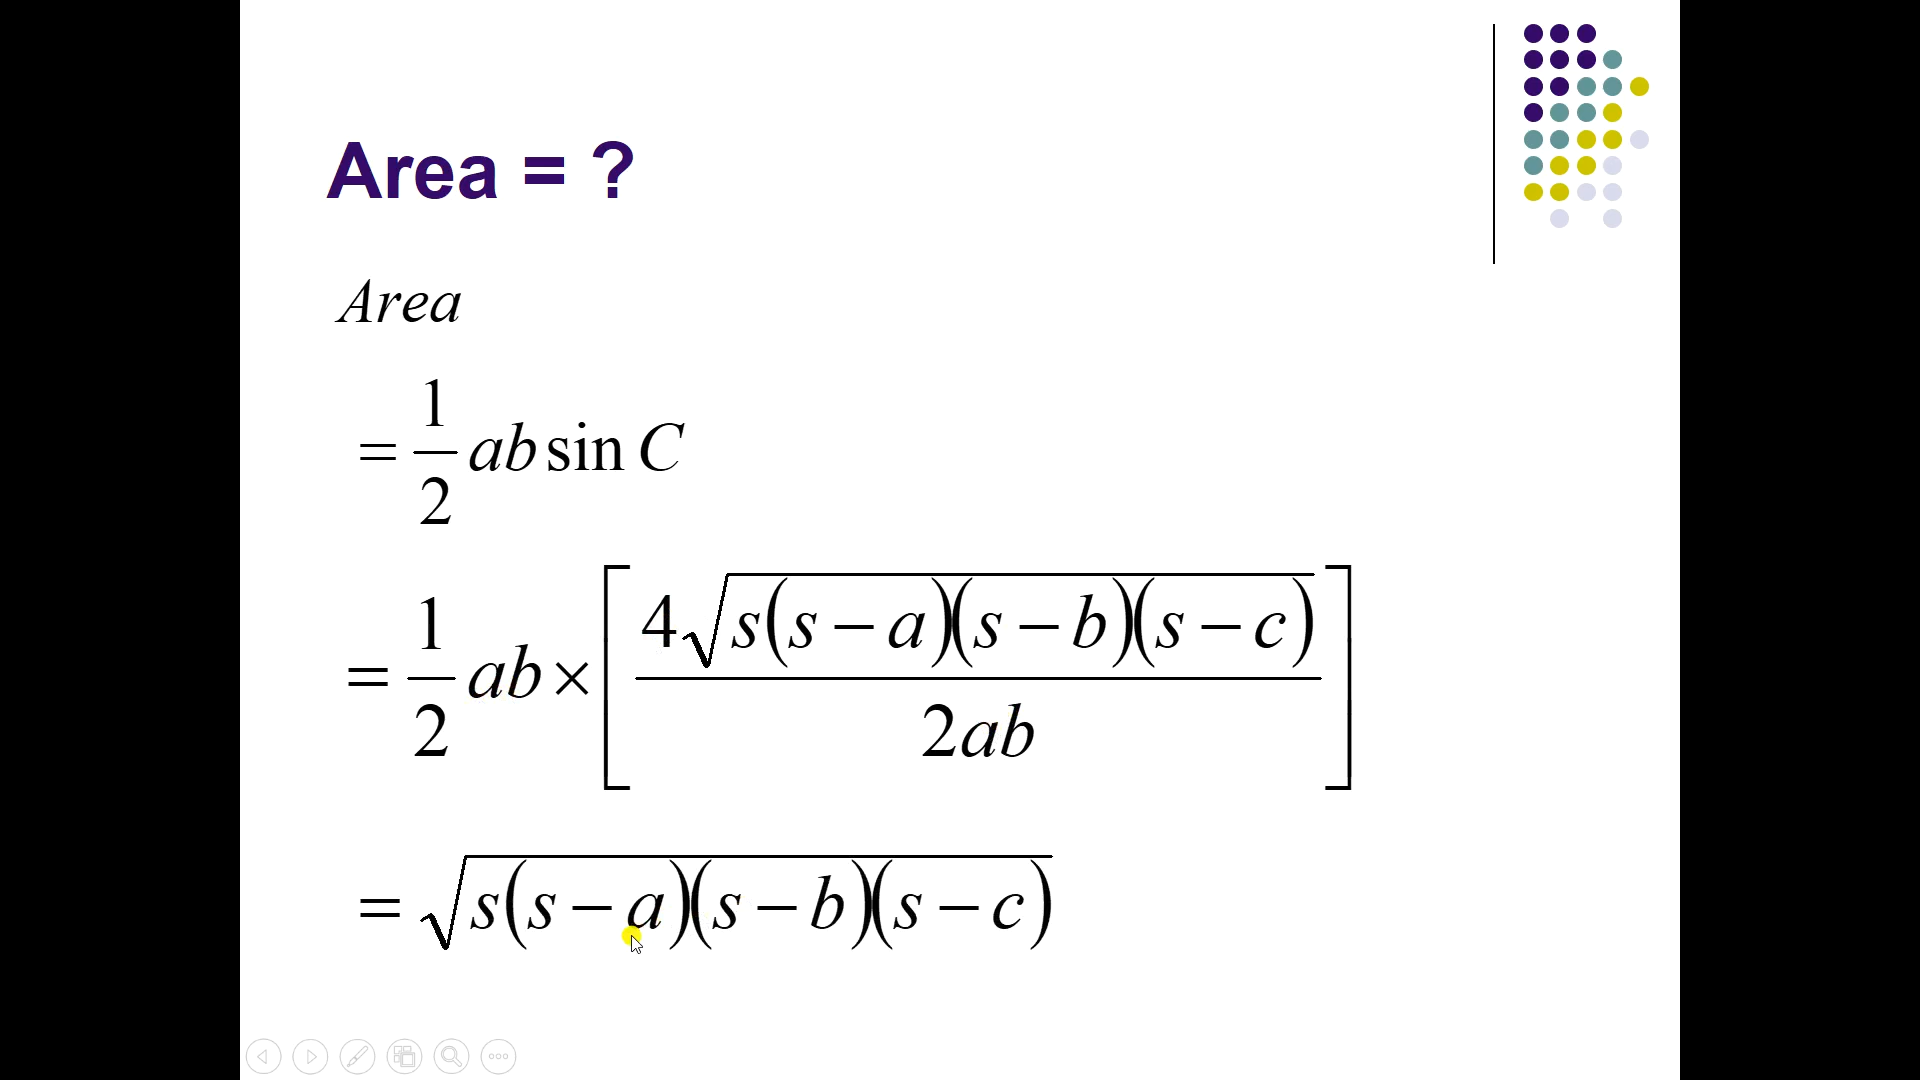 Area = ?
Area
= 1/2 ab sin C
= 1/2 ab × [4√(s(s − a)(s − b)(s − c)) / 2ab]
= √(s(s − a)(s − b)(s − c))